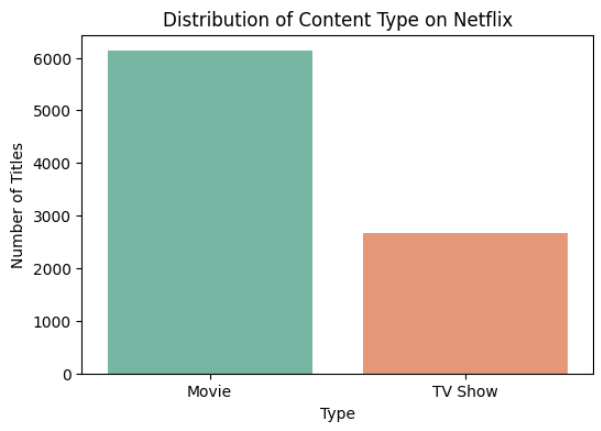 Distribution of Content Type on Netflix
Number of Titles
6000
5000
4000
3000
2000
1000
0
Movie
TV Show
Type